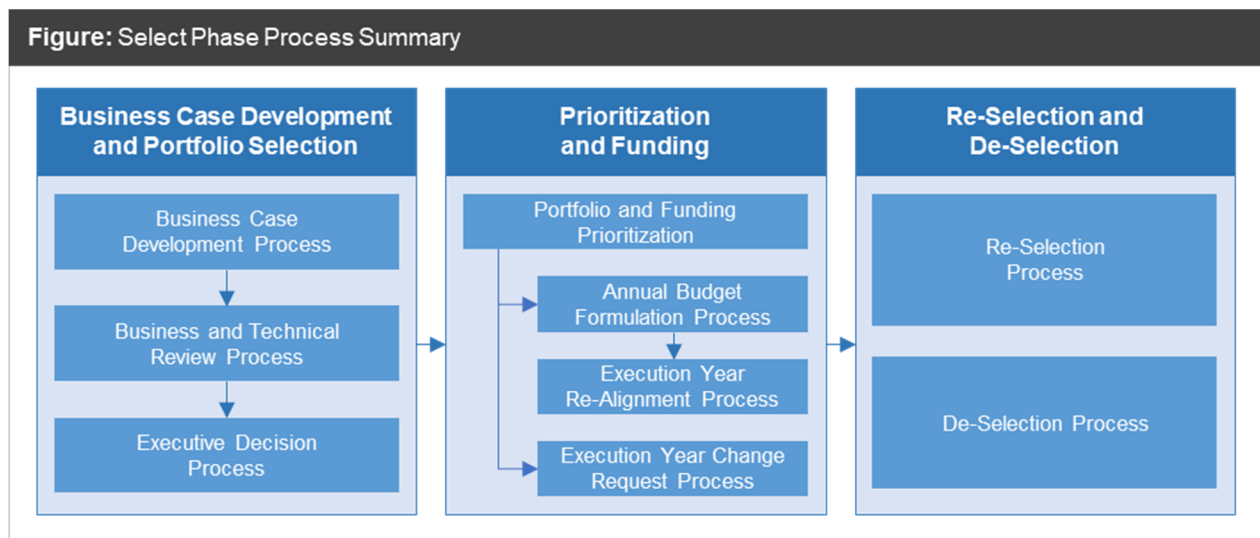 Figure: Select Phase Process Summary
Business Case Development
and Portfolio Selection
Business Case
Development Process
Business and Technical
Review Process
Executive Decision
Process
Prioritization
and Funding
Portfolio and Funding
Prioritization
Annual Budget
Formulation Process
Execution Year
Re-Alignment Process
Execution Year Change
Request Process
Re-Selection and
De-Selection
Re-Selection
Process
De-Selection Process